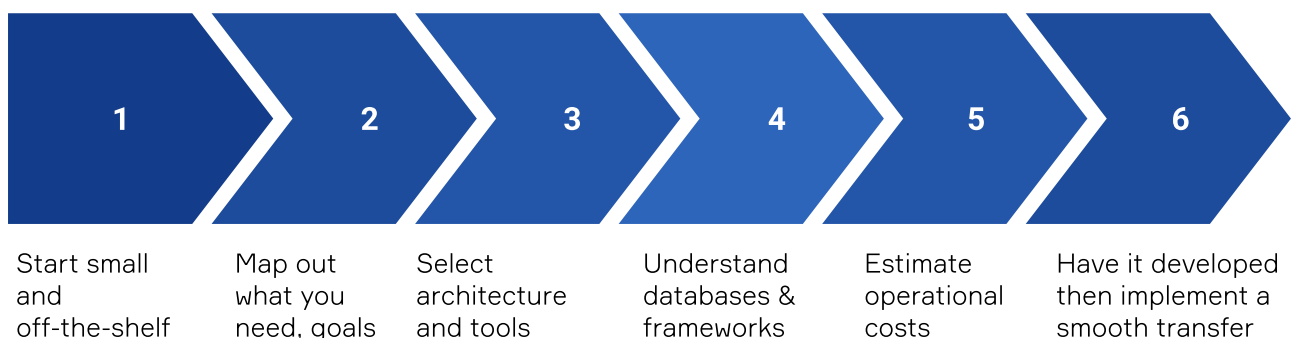 1
2
3
4
5
6
Start small
and
off-the-shelf
Map out
what you
need, goals
Select
architecture
and tools
Understand
databases &
frameworks
Estimate
operational
costs
Have it developed
then implement a
smooth transfer